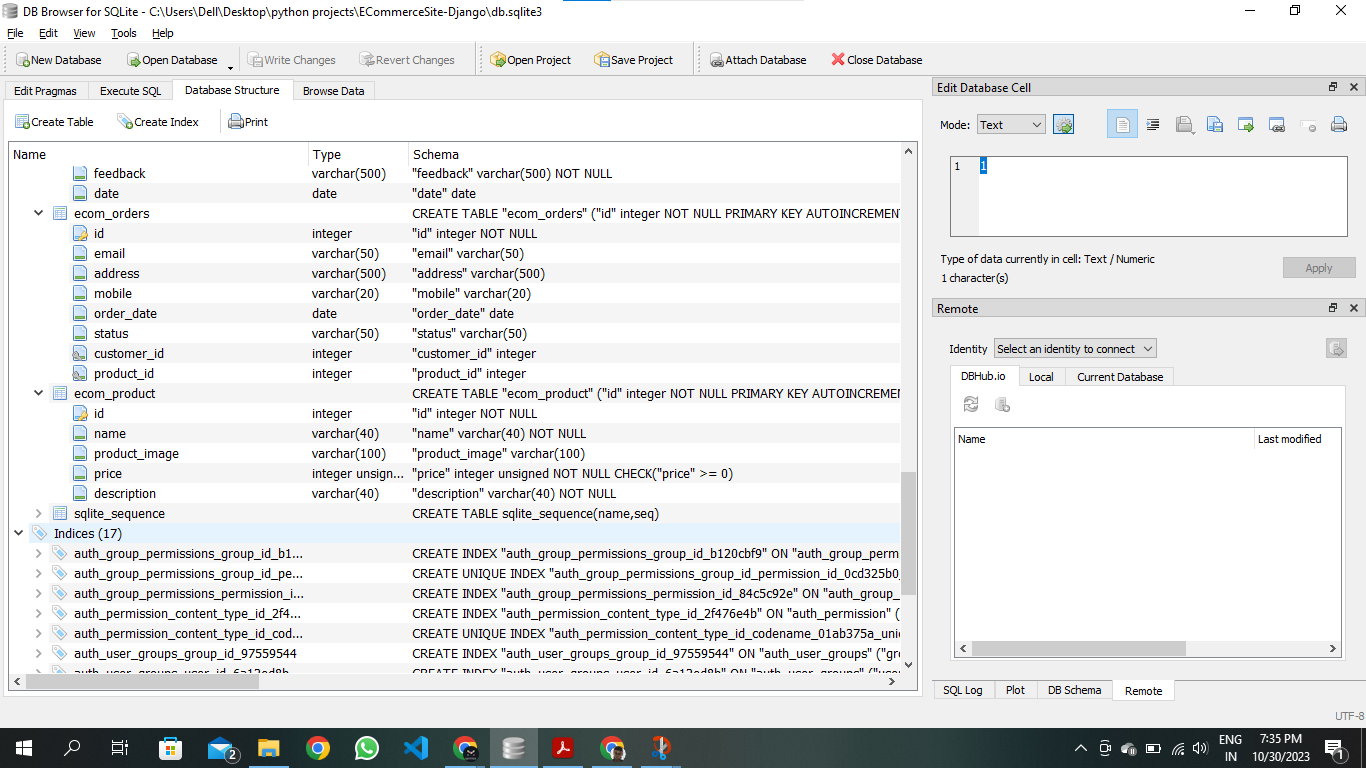 DB Browser for SQLite - C:\Users\Dell\Desktop\python projects\ECommerceSite-Django\db.sqlite3
File Edit View Tools Help
New Database Open Database Write Changes Revert Changes Open Project Save Project Attach Database Close Database
Edit Pragmas Execute SQL Database Structure Browse Data
Create Table Create Index Print
Name Type Schema
feedback varchar(500) "feedback" varchar(500) NOT NULL
date date "date" date
ecom_orders CREATE TABLE "ecom_orders" ("id" integer NOT NULL PRIMARY KEY AUTOINCREMENT
id integer "id" integer NOT NULL
email varchar(50) "email" varchar(50)
address varchar(500) "address" varchar(500)
mobile varchar(20) "mobile" varchar(20)
order_date date "order_date" date
status varchar(50) "status" varchar(50)
customer_id integer "customer_id" integer
product_id integer "product_id" integer
ecom_product CREATE TABLE "ecom_product" ("id" integer NOT NULL PRIMARY KEY AUTOINCREMEN
id integer "id" integer NOT NULL
name varchar(40) "name" varchar(40) NOT NULL
product_image varchar(100) "product_image" varchar(100)
price integer unsign... "price" integer unsigned NOT NULL CHECK("price" >= 0)
description varchar(40) "description" varchar(40) NOT NULL
sqlite_sequence CREATE TABLE sqlite_sequence(name,seq)
Indices (17)
auth_group_permissions_group_id_b1... CREATE INDEX "auth_group_permissions_group_id_b120cbf9" ON "auth_group_perm
auth_group_permissions_group_id_pe... CREATE UNIQUE INDEX "auth_group_permissions_group_id_permission_id_0cd325b0_
auth_group_permissions_permission_i... CREATE INDEX "auth_group_permissions_permission_id_84c5c92e" ON "auth_group_
auth_permission_content_type_id_2f4... CREATE INDEX "auth_permission_content_type_id_2f476e4b" ON "auth_permission" (
auth_permission_content_type_id_cod... CREATE UNIQUE INDEX "auth_permission_content_type_id_codename_01ab375a_uni
auth_user_groups_group_id_97559544 CREATE INDEX "auth_user_groups_group_id_97559544" ON "auth_user_groups" ("gr
auth_user_groups_user_id_6a12ed8b CREATE INDEX "auth_user_groups_user_id_6a12ed8b" ON "auth_user_groups" ("use
Edit Database Cell
Mode: Text
1 1
Type of data currently in cell: Text / Numeric
1 character(s)
Apply
Remote
Identity Select an identity to connect
DBHub.io Local Current Database
Name Last modified
SQL Log Plot DB Schema Remote
UTF-8
2
ENG
IN
7:35 PM
10/30/2023
1